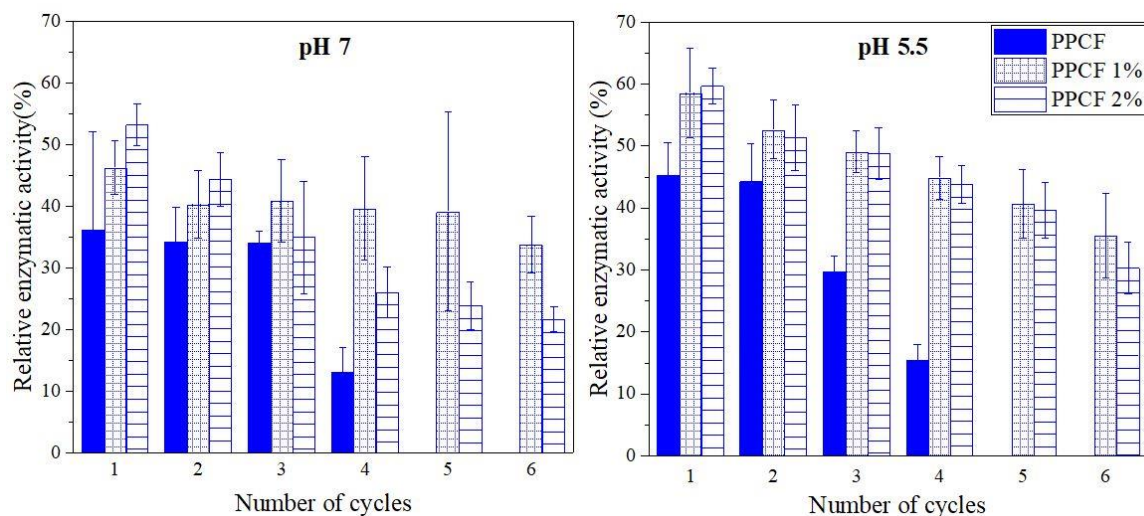 pH 7
Relative enzymatic activity(%)
70
60
50
40
30
20
10
0
1 2 3 4 5 6
Number of cycles
pH 5.5
PPCF
PPCF 1%
PPCF 2%
Relative enzymatic activity (%)
70
60
50
40
30
20
10
0
1 2 3 4 5 6
Number of cycles